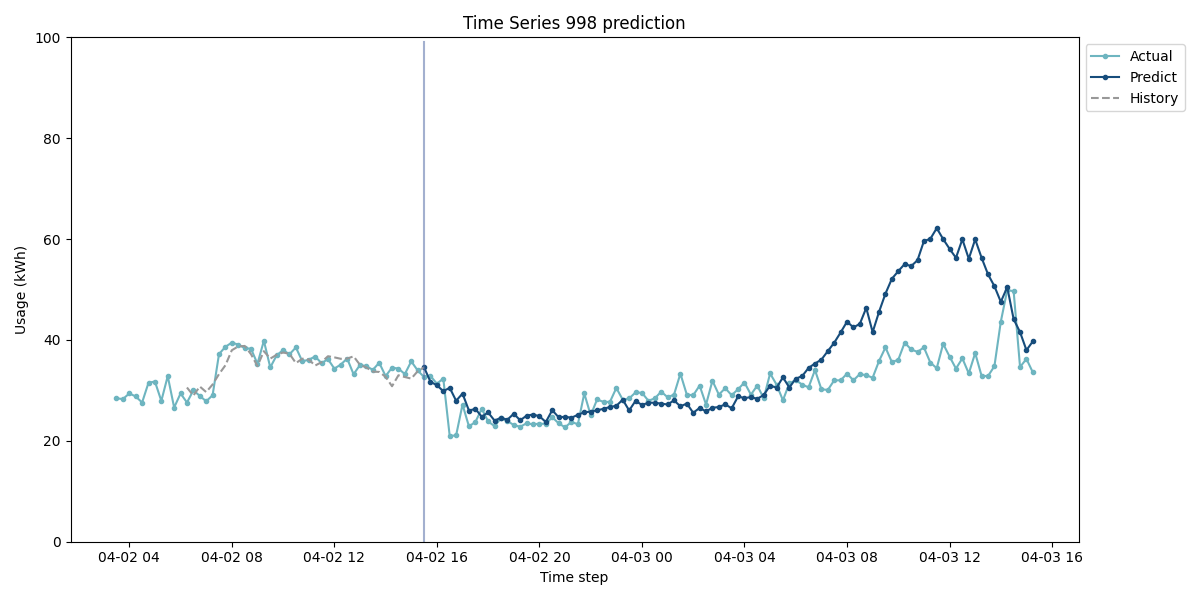 Time Series 998 prediction
Usage (kWh)
100
80
60
40
20
0
04-02 04
04-02 08
04-02 12
04-02 16
04-02 20
04-03 00
04-03 04
04-03 08
04-03 12
04-03 16
Time step
Actual
Predict
History